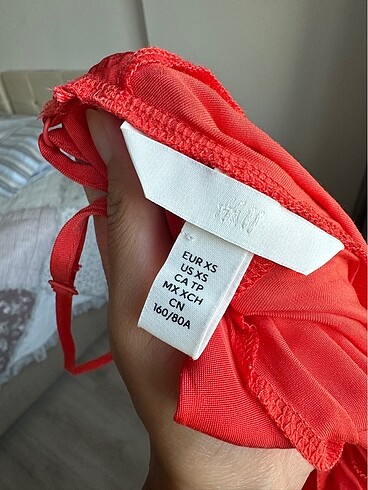 EUR XS
US XS
CA TP
MX XCH
CN
160/80A